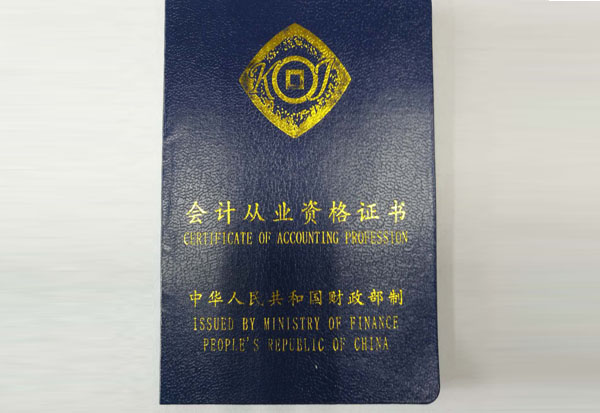 KJ
会计从业资格证书
CERTIFICATE OF ACCOUNTING PROFESSION
中华人民共和国财政部制
ISSUED BY MINISTRY OF FINANCE
PEOPLE'S REPUBLIC OF CHINA